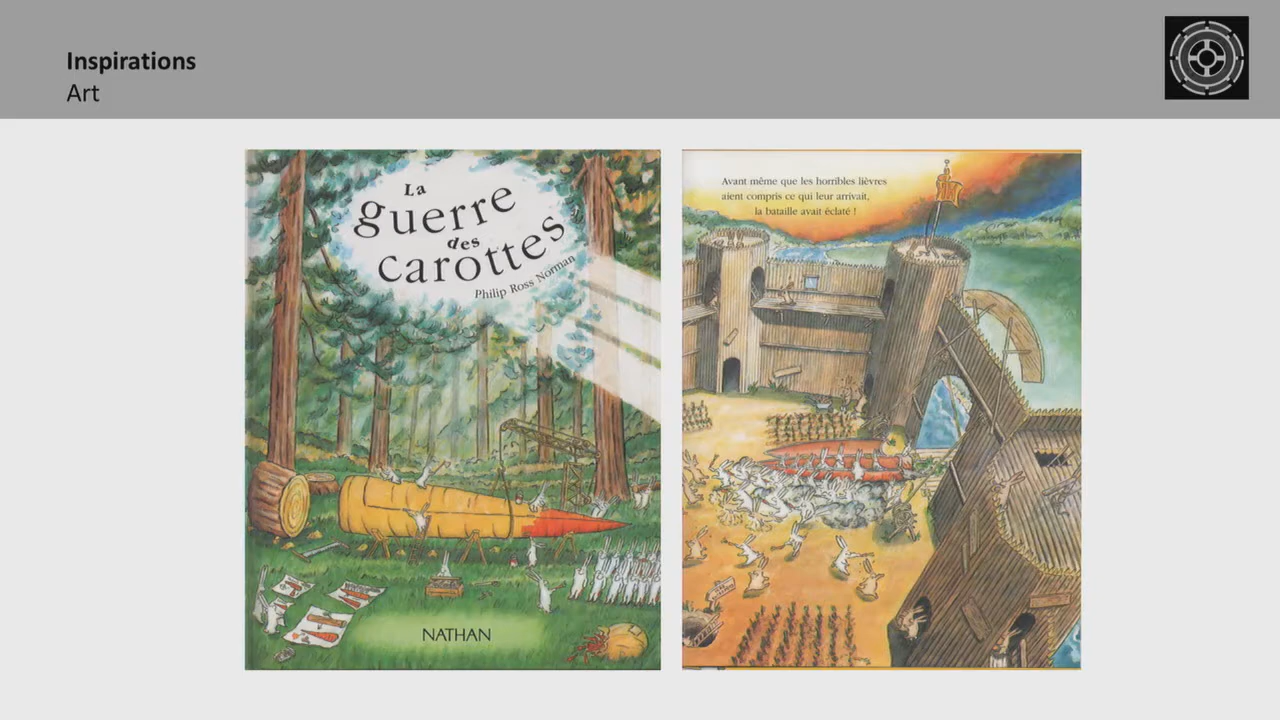 Inspirations
Art
La
guerre
des
carottes
Philip Ross Norman
NATHAN
Avant même que les horribles lièvres
aient compris ce qui leur arrivait,
la bataille avait éclaté !